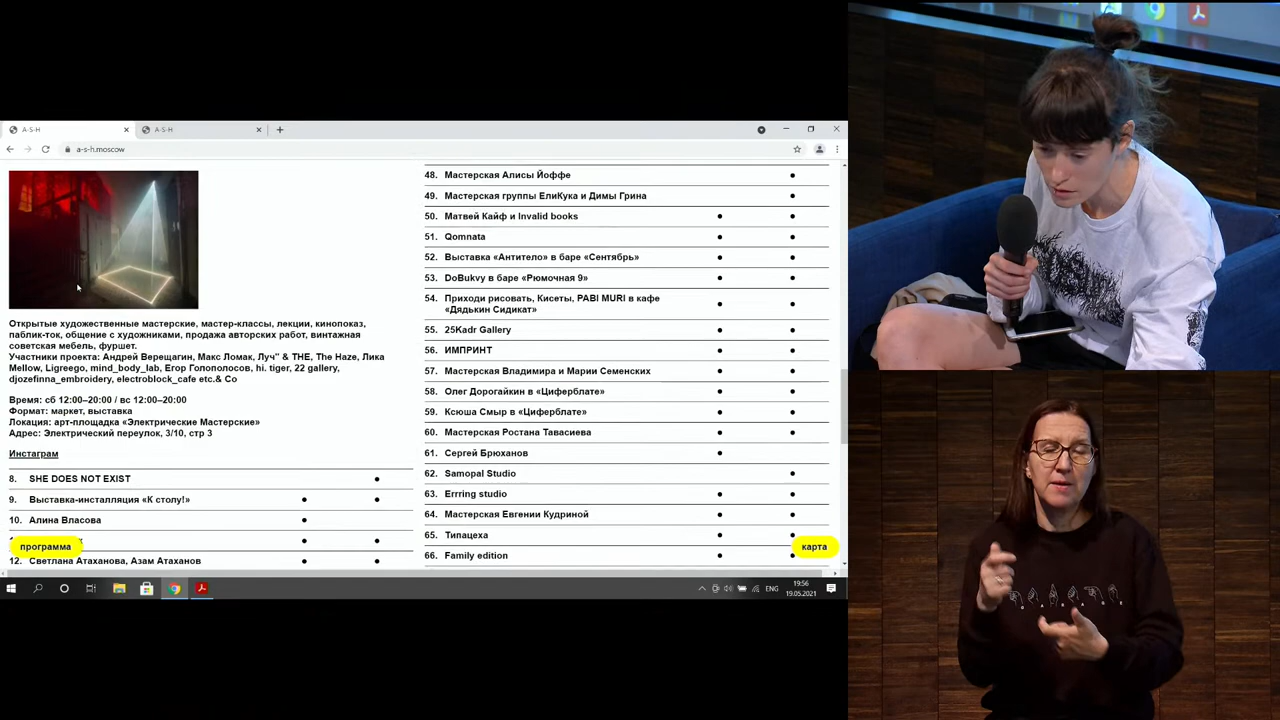 A-S-H
A-S-H
a-s-h.moscow
Открытые художественные мастерские, мастер-классы, лекции, кинопоказ,
паблик-ток, общение с художниками, продажа авторских работ, винтажная
советская мебель, фуршет.
Участники проекта: Андрей Верещагин, Макс Ломак, Луч" & THE, The Haze, Лика
Mellow, Ligreego, mind_body_lab, Егор Голополосов, hi. tiger, 22 gallery,
djozefinna_embroidery, electroblock_cafe etc.& Co
Время: сб 12:00–20:00 / вс 12:00–20:00
Формат: маркет, выставка
Локация: арт-площадка «Электрические Мастерские»
Адрес: Электрический переулок, 3/10, стр 3
Инстаграм
8. SHE DOES NOT EXIST
9. Выставка-инсталляция «К столу!»
10. Алина Власова
программа
12. Светлана Атаханова, Азам Атаханов
48. Мастерская Алисы Йоффе
49. Мастерская группы ЕлиКука и Димы Грина
50. Матвей Кайф и Invalid books
51. Qomnata
52. Выставка «Антитело» в баре «Сентябрь»
53. DoBukvy в баре «Рюмочная 9»
54. Приходи рисовать, Кисеты, PABI MURI в кафе
«Дядькин Сидикат»
55. 25Kadr Gallery
56. ИМПРИНТ
57. Мастерская Владимира и Марии Семенских
58. Олег Дорогайкин в «Циферблате»
59. Ксюша Смыр в «Циферблате»
60. Мастерская Ростана Тавасиева
61. Сергей Брюханов
62. Samopal Studio
63. Errring studio
64. Мастерская Евгении Кудриной
65. Типацеха
66. Family edition
карта
ENG
19:56
19.05.2021
GARAGE